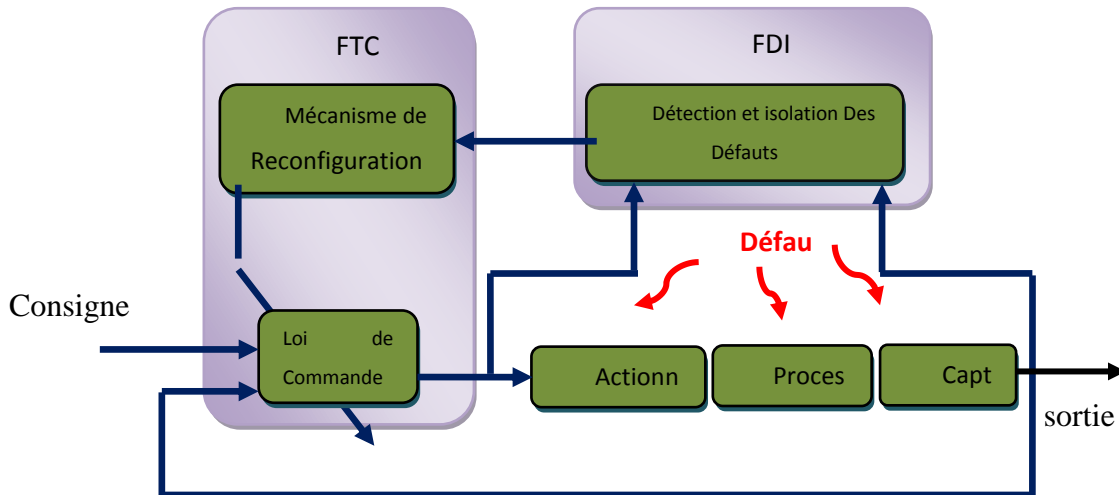 FTC
FDI
Mécanisme de
Reconfiguration
Détection et isolation Des
Défauts
Défau
Consigne
Loi de
Commande
Actionn
Proces
Capt
sortie